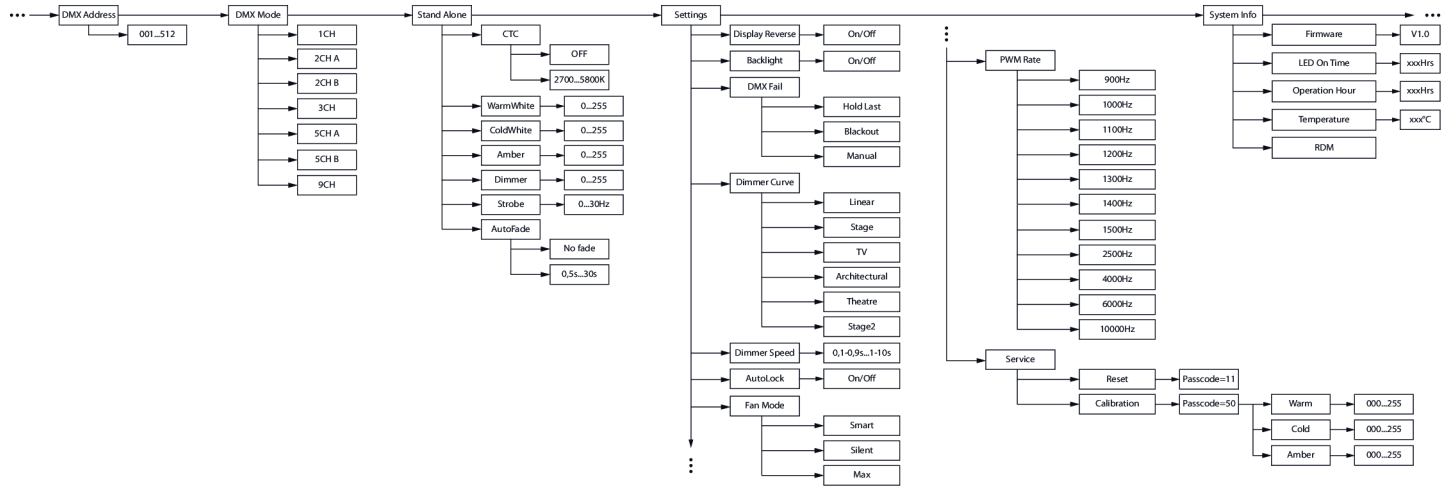 DMX Address
001...512
DMX Mode
1CH
2CH A
2CH B
3CH
5CH A
5CH B
9CH
Stand Alone
CTC
OFF
2700...5800K
WarmWhite
0...255
ColdWhite
0...255
Amber
0...255
Dimmer
0...255
Strobe
0...30Hz
AutoFade
No fade
0,5s...30s
Settings
Display Reverse
On/Off
Backlight
On/Off
DMX Fail
Hold Last
Blackout
Manual
Dimmer Curve
Linear
Stage
TV
Architectural
Theatre
Stage2
Dimmer Speed
0,1-0,9s...1-10s
AutoLock
On/Off
Fan Mode
Smart
Silent
Max
PWM Rate
900Hz
1000Hz
1100Hz
1200Hz
1300Hz
1400Hz
1500Hz
2500Hz
4000Hz
6000Hz
10000Hz
Service
Reset
Passcode=11
Calibration
Passcode=50
Warm
000...255
Cold
000...255
Amber
000...255
System Info
Firmware
V1.0
LED On Time
xxxHrs
Operation Hour
xxxHrs
Temperature
xxx°C
RDM